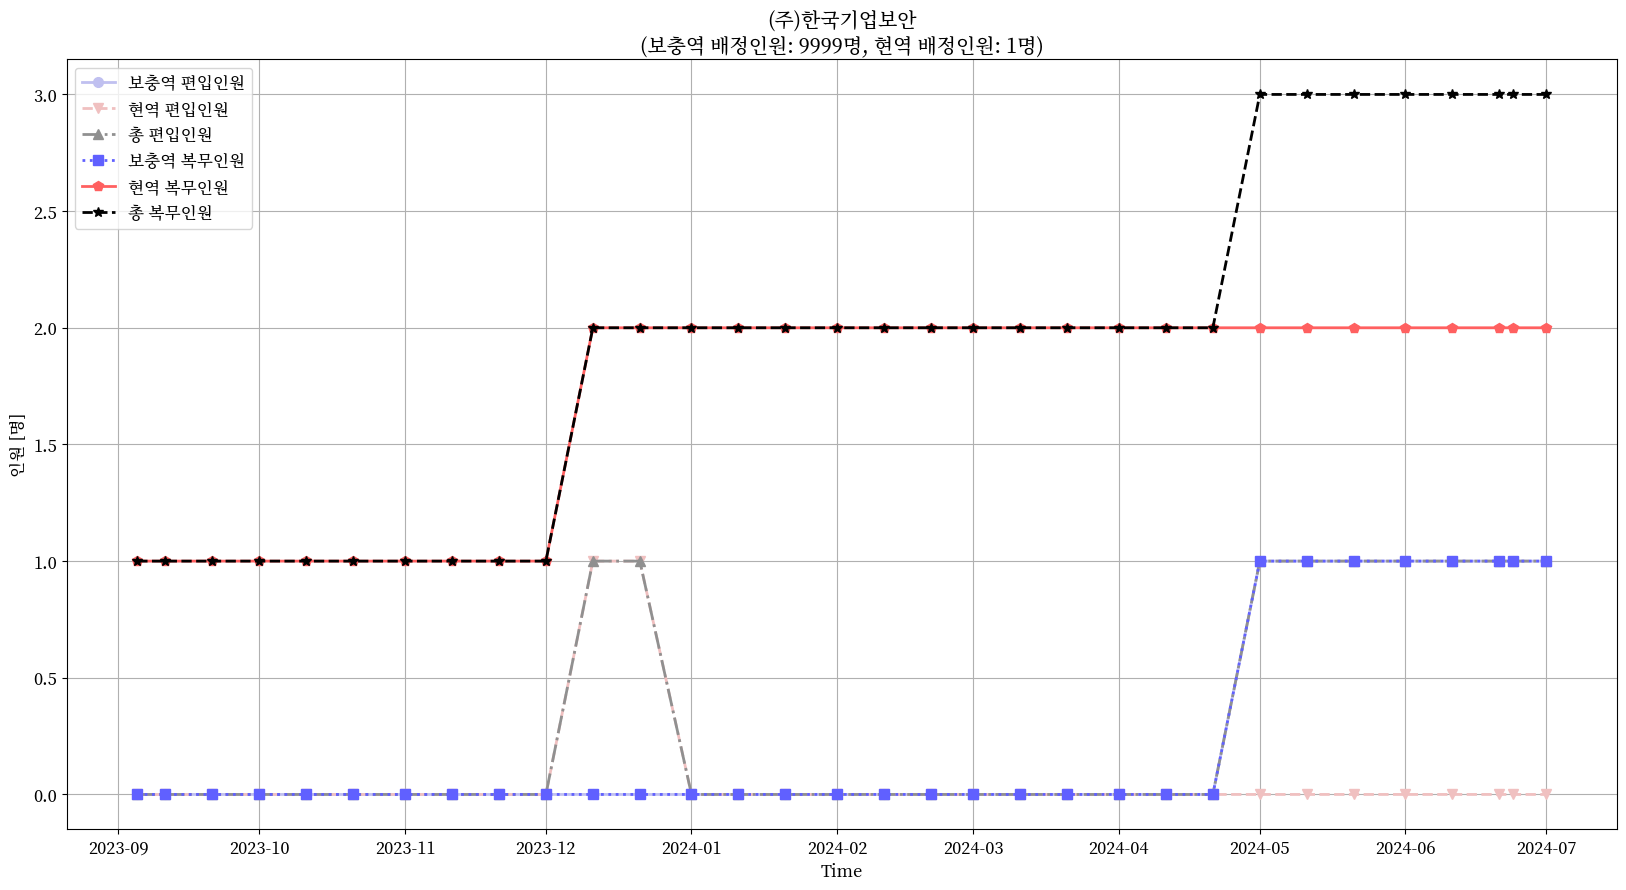 (주)한국기업보안
(보충역 배정인원: 9999명, 현역 배정인원: 1명)
보충역 편입인원
현역 편입인원
총 편입인원
보충역 복무인원
현역 복무인원
총 복무인원
3.0
2.5
2.0
1.5
1.0
0.5
0.0
인원 [명]
2023-09 2023-10 2023-11 2023-12 2024-01 2024-02 2024-03 2024-04 2024-05 2024-06 2024-07
Time